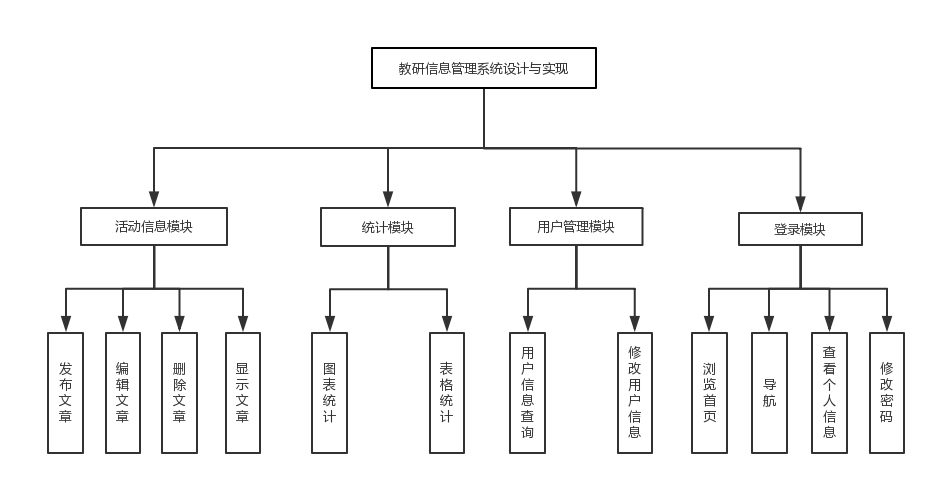 教研信息管理系统设计与实现
活动信息模块
统计模块
用户管理模块
登录模块
发布文章
编辑文章
删除文章
显示文章
图表统计
表格统计
用户信息查询
修改用户信息
浏览首页
导航
查看个人信息
修改密码